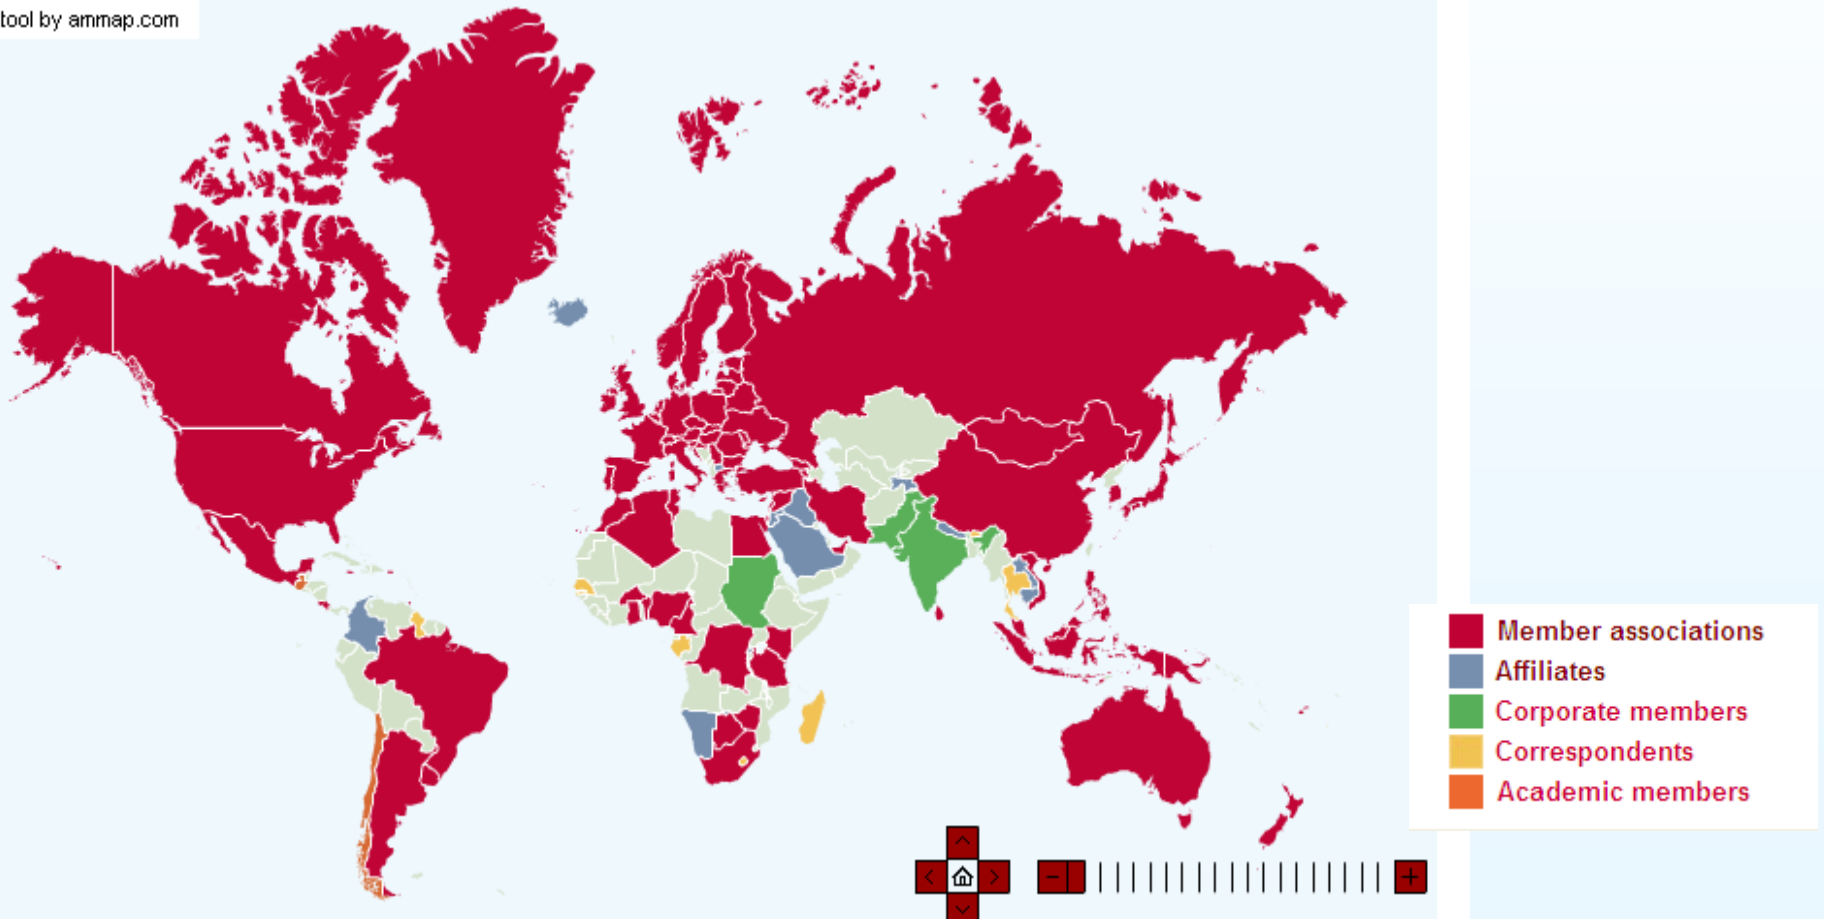 tool by ammap.com
Member associations
Affiliates
Corporate members
Correspondents
Academic members